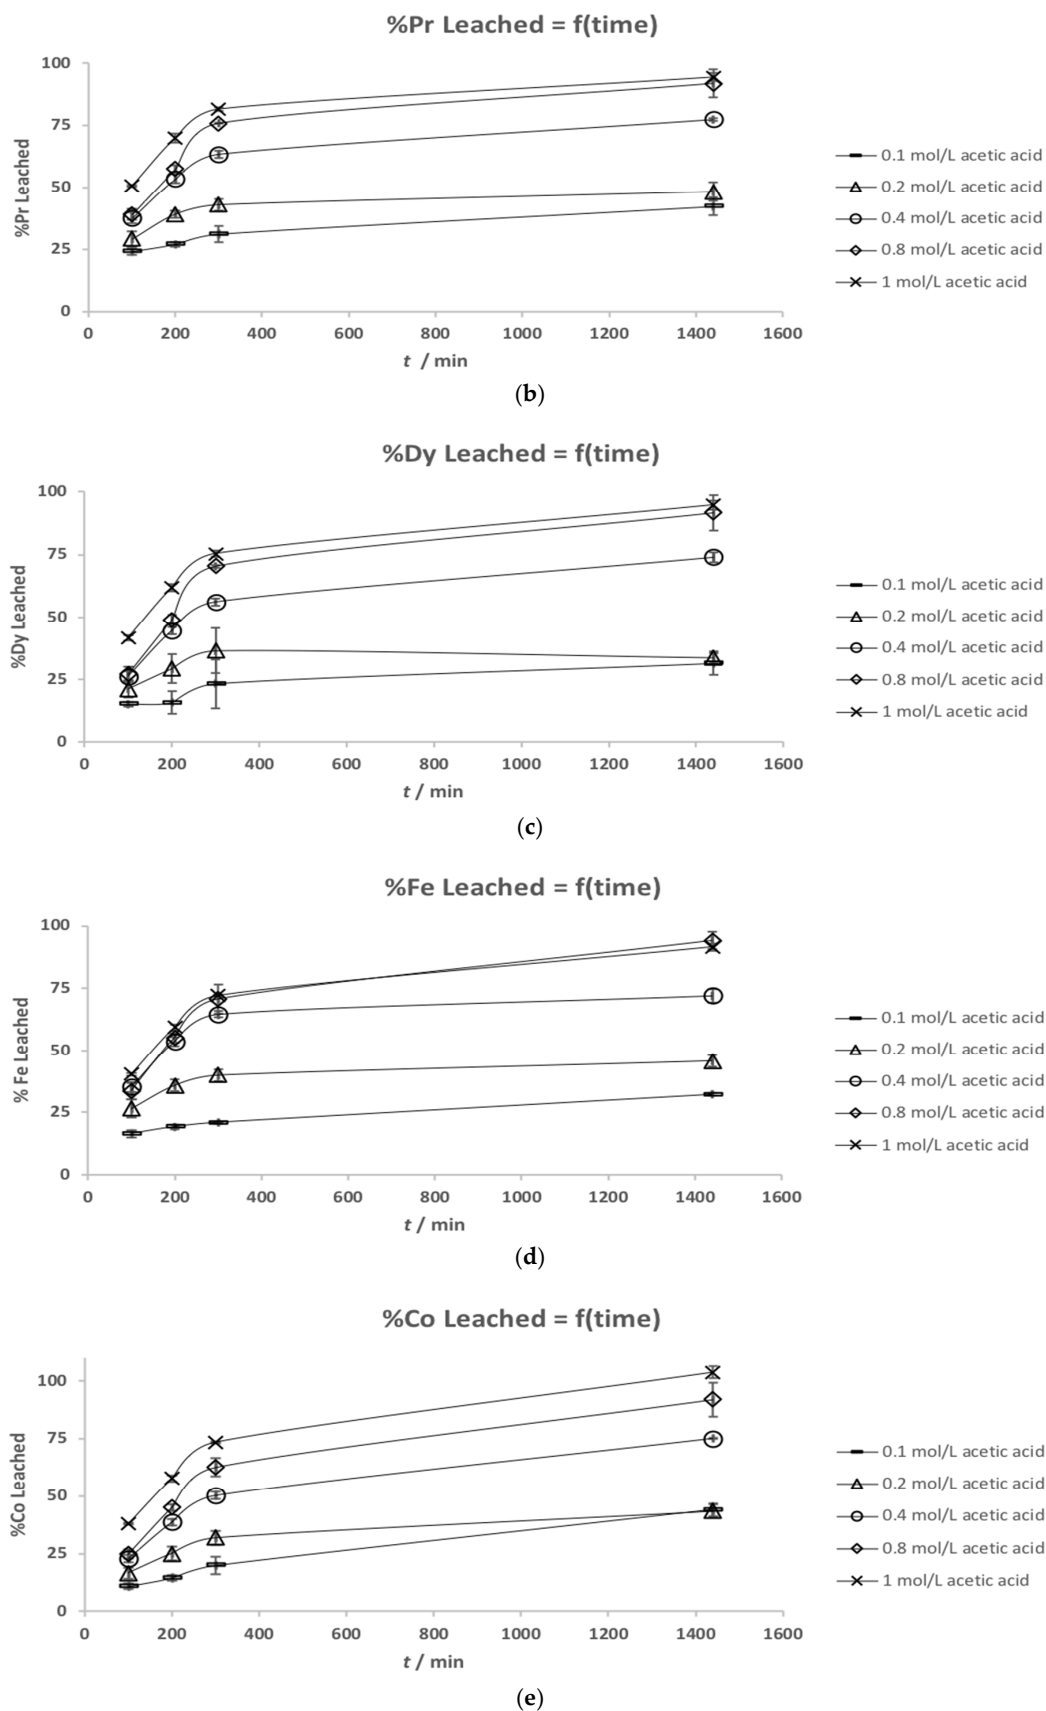 %Pr Leached = f(time)
100
75
50
25
0
%Pr Leached
0 200 400 600 800 1000 1200 1400 1600
t / min
0.1 mol/L acetic acid
0.2 mol/L acetic acid
0.4 mol/L acetic acid
0.8 mol/L acetic acid
1 mol/L acetic acid
(b)
%Dy Leached = f(time)
100
75
50
25
0
%Dy Leached
0 200 400 600 800 1000 1200 1400 1600
t / min
0.1 mol/L acetic acid
0.2 mol/L acetic acid
0.4 mol/L acetic acid
0.8 mol/L acetic acid
1 mol/L acetic acid
(c)
%Fe Leached = f(time)
100
75
50
25
0
% Fe Leached
0 200 400 600 800 1000 1200 1400 1600
t / min
0.1 mol/L acetic acid
0.2 mol/L acetic acid
0.4 mol/L acetic acid
0.8 mol/L acetic acid
1 mol/L acetic acid
(d)
%Co Leached = f(time)
100
75
50
25
0
%Co Leached
0 200 400 600 800 1000 1200 1400 1600
t / min
0.1 mol/L acetic acid
0.2 mol/L acetic acid
0.4 mol/L acetic acid
0.8 mol/L acetic acid
1 mol/L acetic acid
(e)